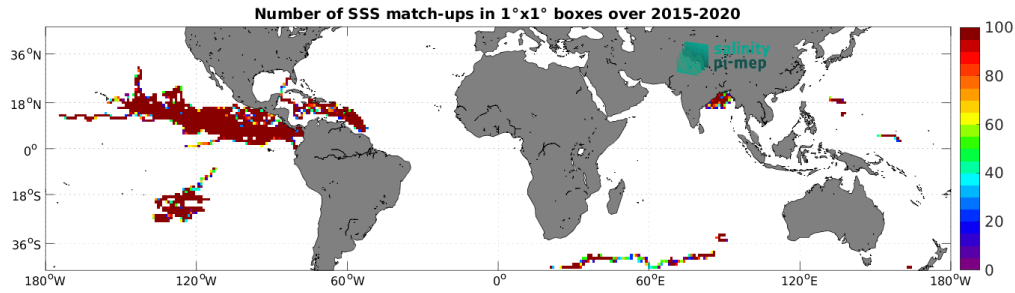 Number of SSS match-ups in 1°x1° boxes over 2015-2020
salinity
pi-mep
36°N
18°N
0°
18°S
36°S
180°W
120°W
60°W
0°
60°E
120°E
180°W
100
80
60
40
20
0